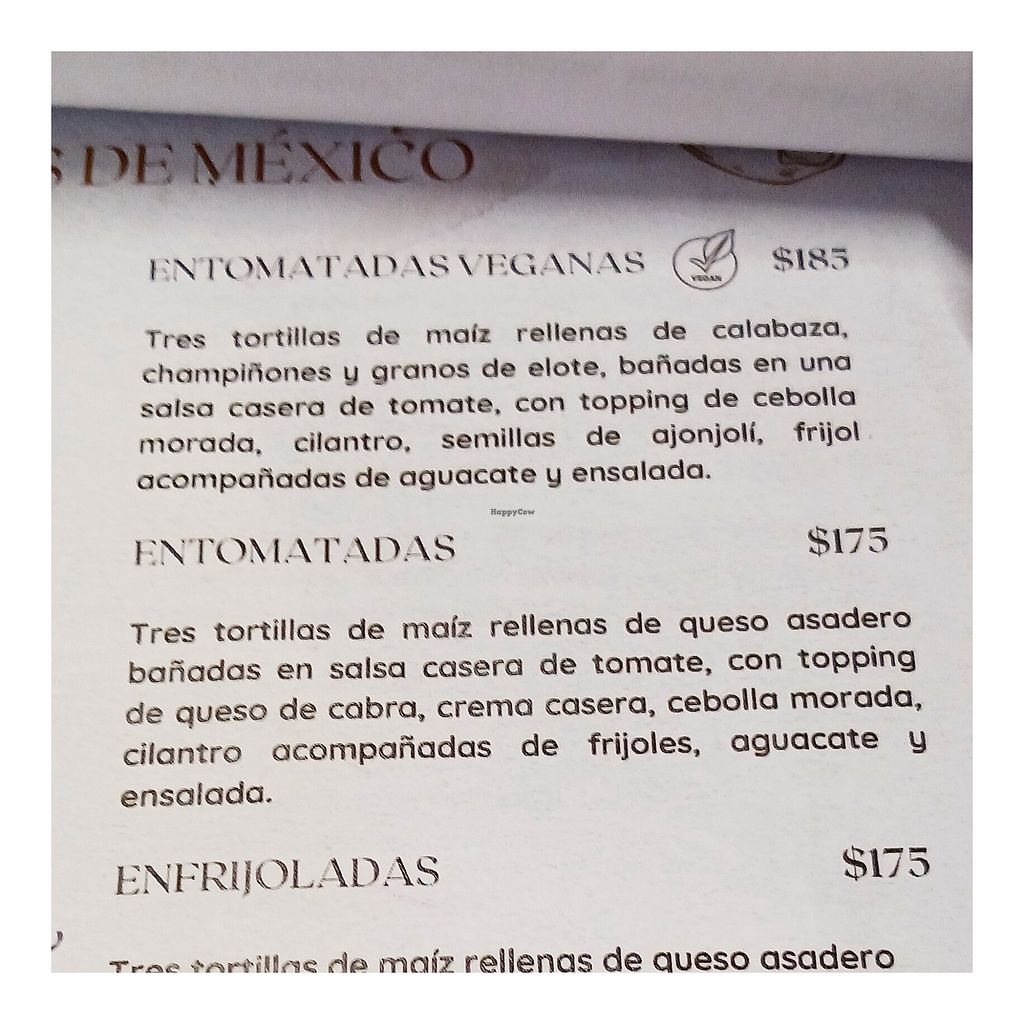 S DE MÉXICO
ENTOMATADAS VEGANAS VEGAN $185
Tres tortillas de maíz rellenas de calabaza,
champiñones y granos de elote, bañadas en una
salsa casera de tomate, con topping de cebolla
morada, cilantro, semillas de ajonjolí, frijol
acompañadas de aguacate y ensalada.
HappyCow
ENTOMATADAS $175
Tres tortillas de maíz rellenas de queso asadero
bañadas en salsa casera de tomate, con topping
de queso de cabra, crema casera, cebolla morada,
cilantro acompañadas de frijoles, aguacate y
ensalada.
ENFRIJOLADAS $175
Tres tortillas de maíz rellenas de queso asadero